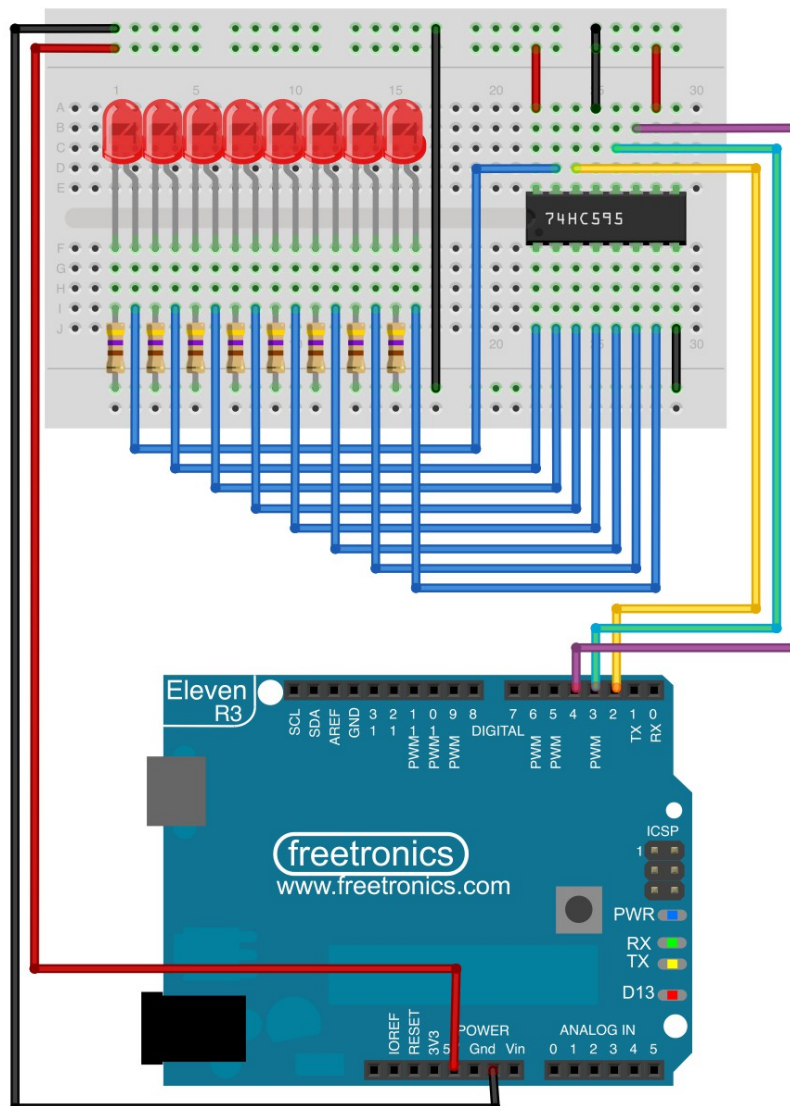 1 5 10 15 20 25 30
A
B
C
D
E
74HC595
F
G
H
I
J
20 30
Eleven
R3
SCL
SDA
AREF
GND
13
12
11 PWM
10 PWM
9 PWM
8
DIGITAL
7
6 PWM
5 PWM
4
3 PWM
2
1 TX
0 RX
ICSP
1
freetronics
www.freetronics.com
PWR
RX
TX
D13
POWER
ANALOG IN
IOREF
RESET
3V3
Gnd
Vin
0 1 2 3 4 5